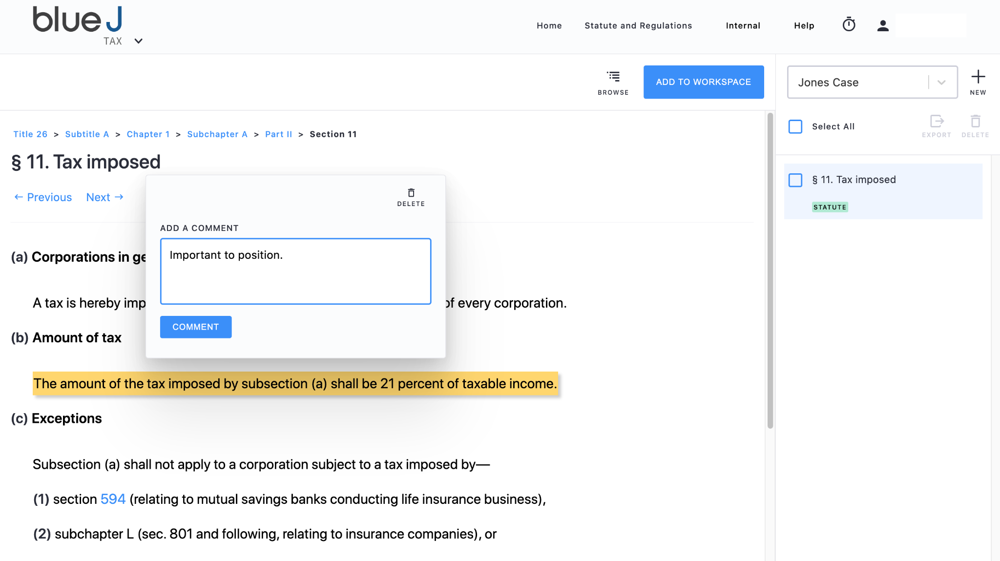 blue J
TAX
Home
Statute and Regulations
Internal
Help
BROWSE
ADD TO WORKSPACE
Jones Case
NEW
Select All
EXPORT
DELETE
§ 11. Tax imposed
STATUTE
Title 26 > Subtitle A > Chapter 1 > Subchapter A > Part II > Section 11
§ 11. Tax imposed
← Previous
Next →
DELETE
ADD A COMMENT
Important to position.
COMMENT
(a) Corporations in
A tax is hereby
of every corporation.
(b) Amount of tax
The amount of the tax imposed by subsection (a) shall be 21 percent of taxable income.
(c) Exceptions
Subsection (a) shall not apply to a corporation subject to a tax imposed by—
(1) section 594 (relating to mutual savings banks conducting life insurance business),
(2) subchapter L (sec. 801 and following, relating to insurance companies), or